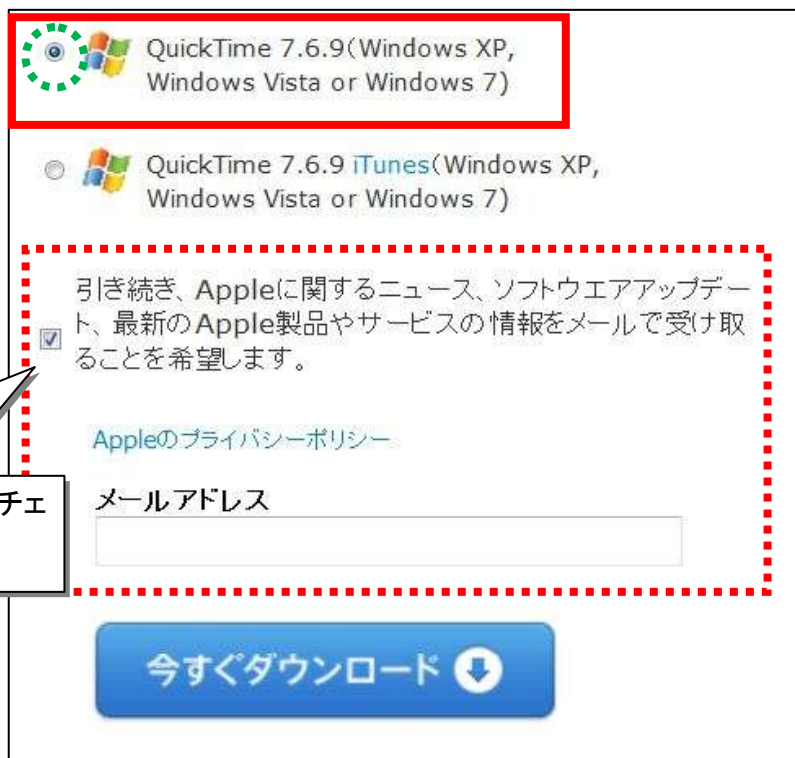 QuickTime 7.6.9(Windows XP,
Windows Vista or Windows 7)
QuickTime 7.6.9 iTunes(Windows XP,
Windows Vista or Windows 7)
引き続き、Appleに関するニュース、ソフトウエアアップデー
ト、最新のApple製品やサービスの情報をメールで受け取
ることを希望します。
Appleのプライバシーポリシー
チェ
メールアドレス
今すぐダウンロード